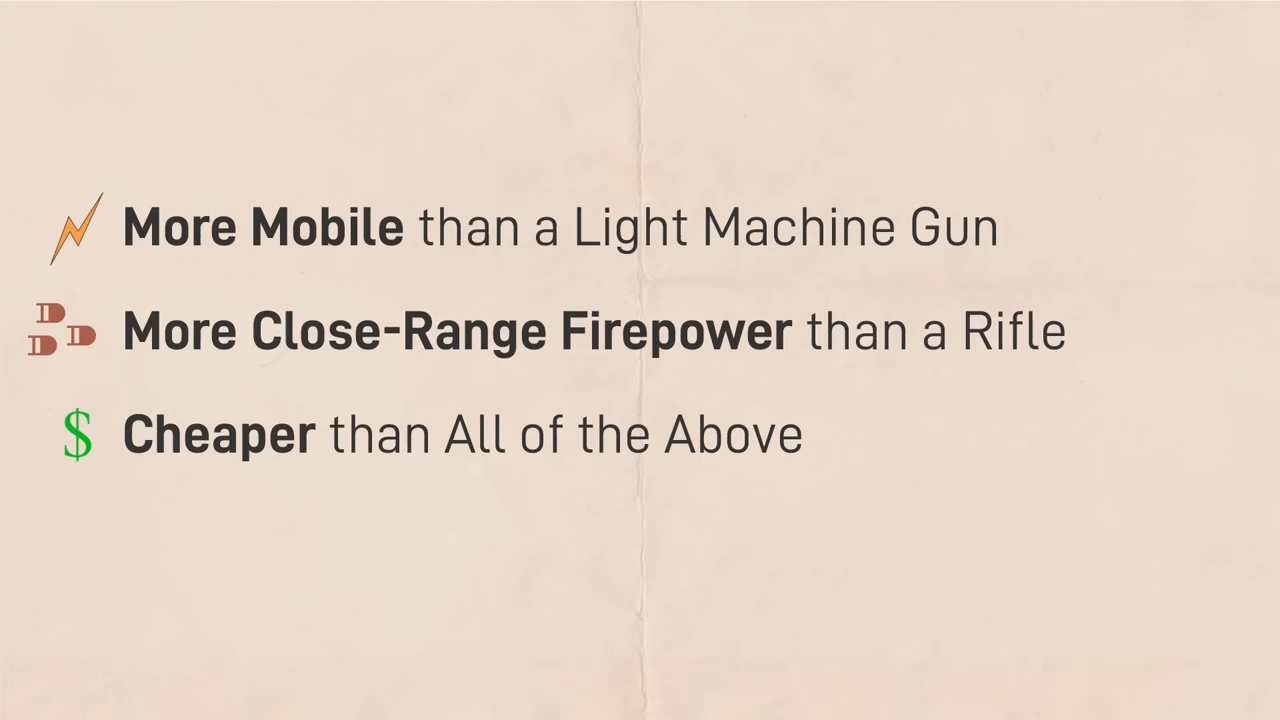 More Mobile than a Light Machine Gun
More Close-Range Firepower than a Rifle
$ Cheaper than All of the Above